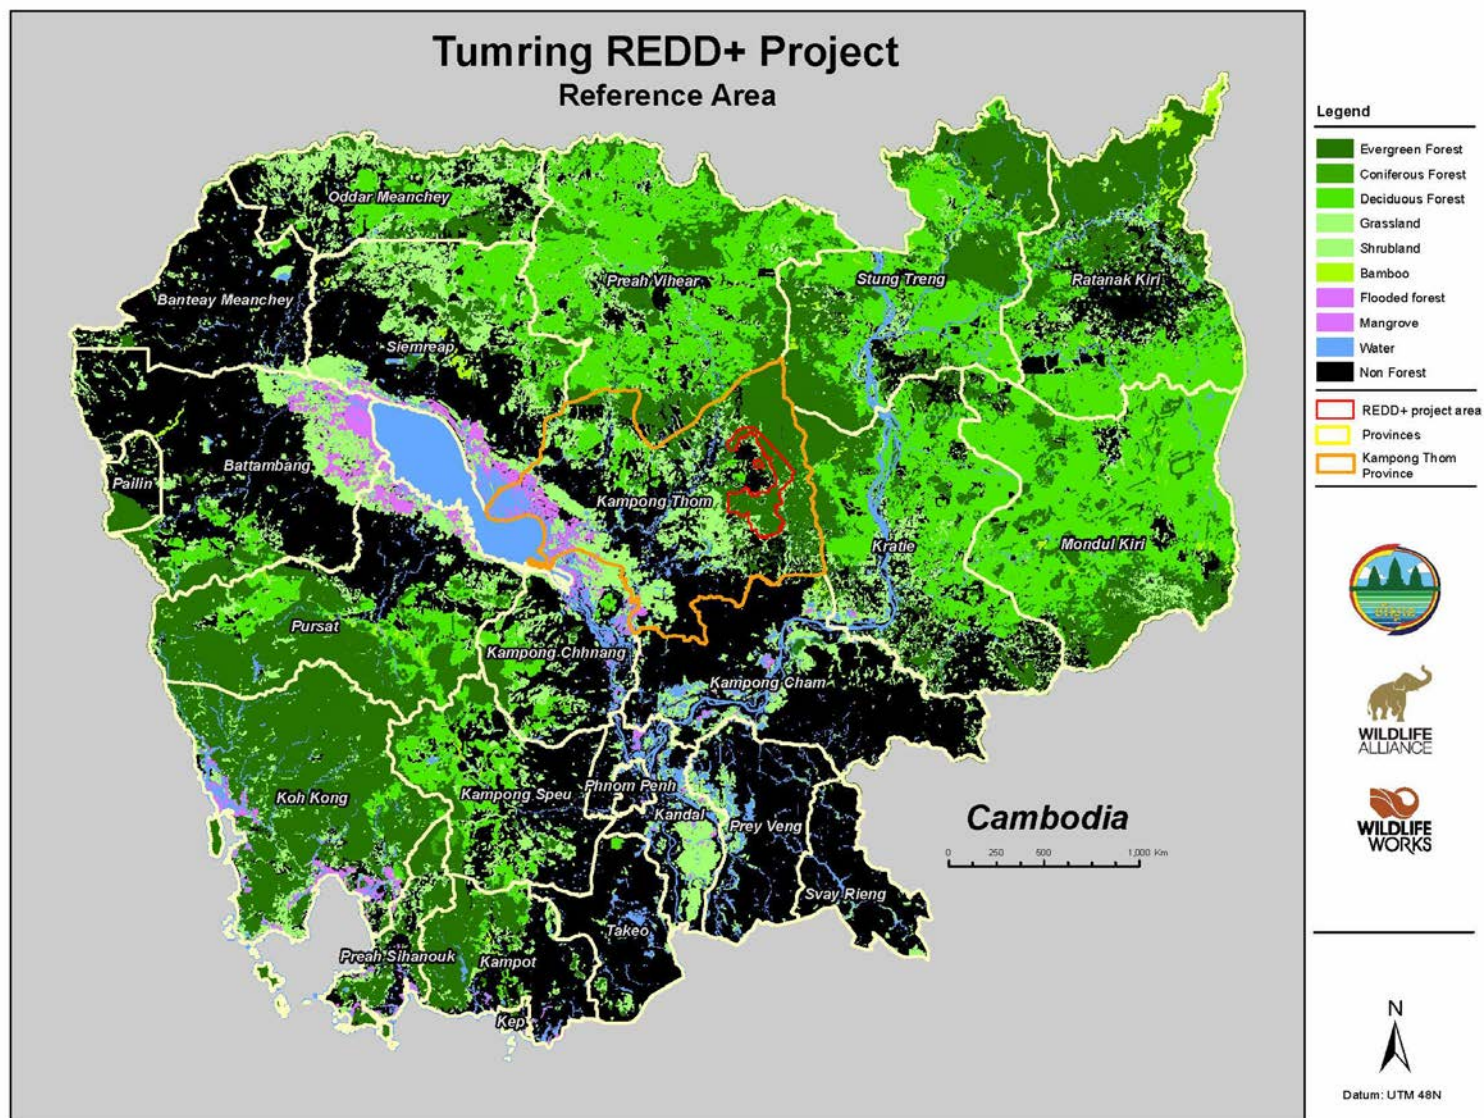 Tumring REDD+ Project
Reference Area
Oddar Meanchey
Banteay Meanchey
Preah Vihear
Stung Treng
Ratanak Kiri
Siemreap
Battambang
Pailin
Kampong Thom
Kratie
Mondul Kiri
Pursat
Kampong Chhnang
Kampong Cham
Koh Kong
Kampong Speu
Phnom Penh
Kandal
Prey Veng
Svay Rieng
Takeo
Preah Sihanouk
Kampot
Kep
Cambodia
0 250 500 1,000 Km
Legend
Evergreen Forest
Coniferous Forest
Deciduous Forest
Grassland
Shrubland
Bamboo
Flooded forest
Mangrove
Water
Non Forest
REDD+ project area
Provinces
Kampong Thom
Province
WILDLIFE
ALLIANCE
WILDLIFE
WORKS
N
Datum: UTM 48N